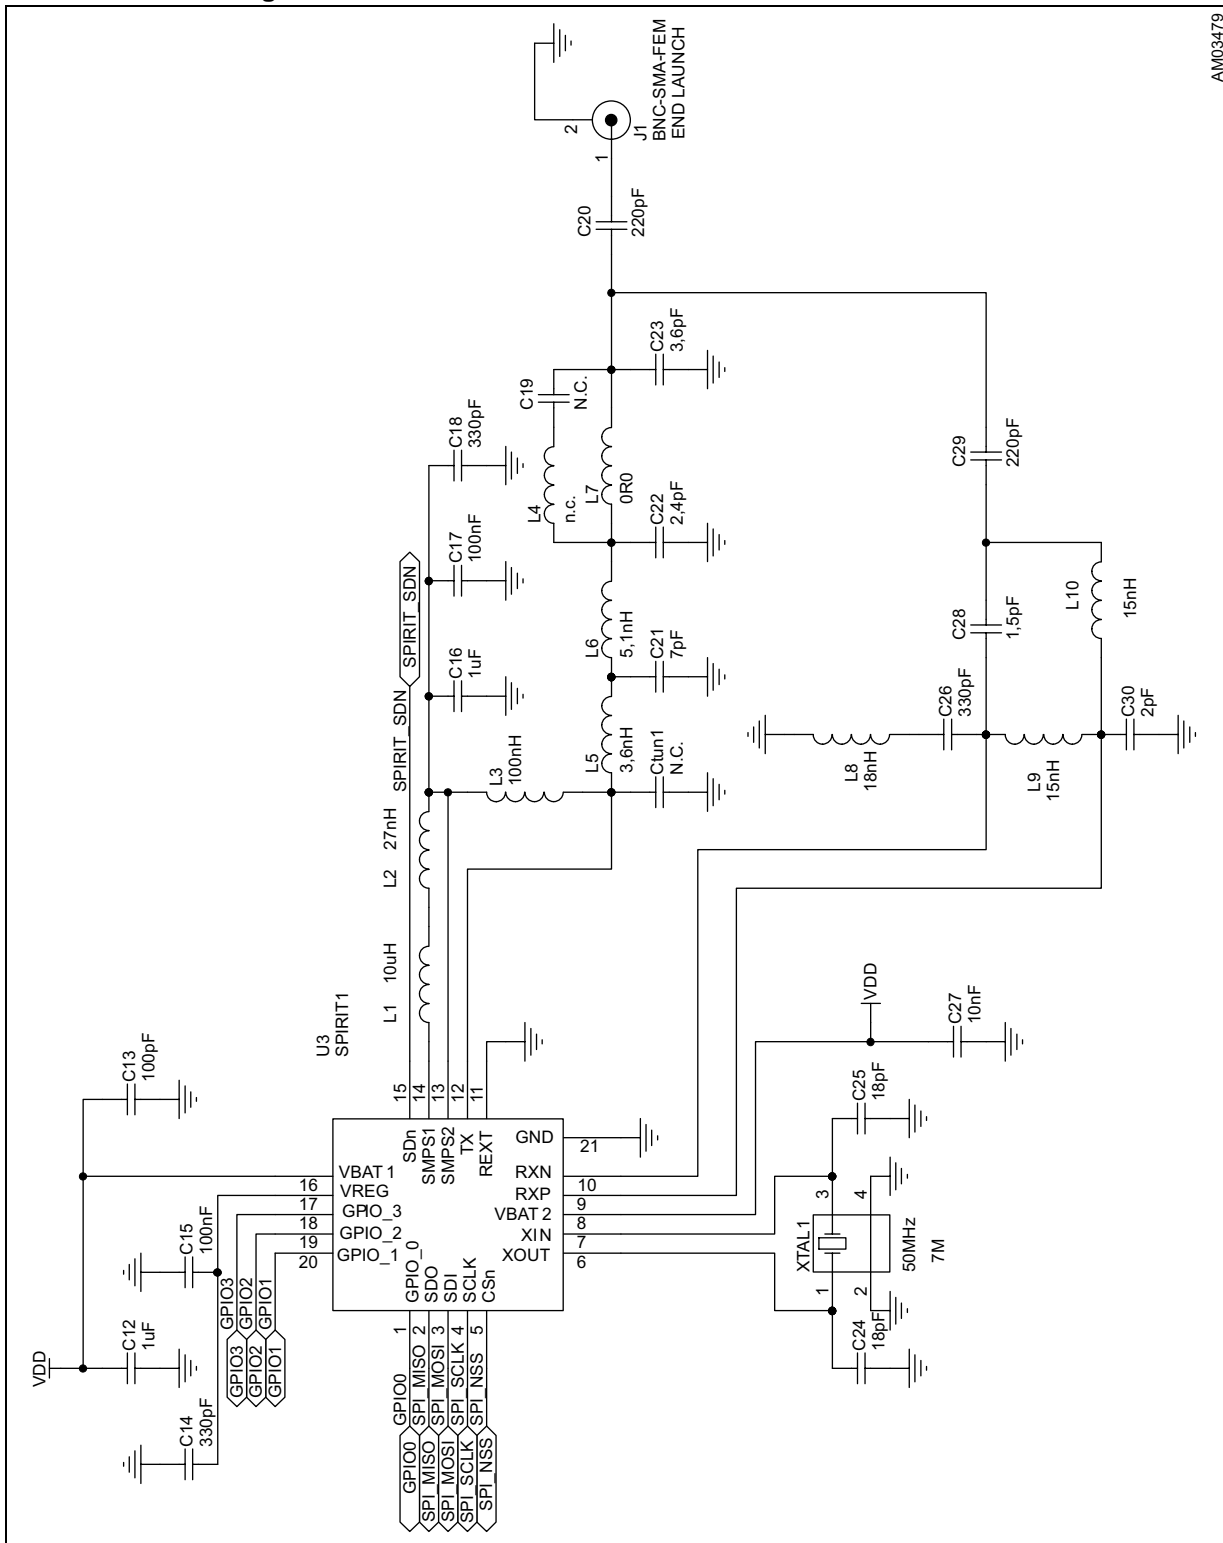 AM03479
BNC-SMA-FEM
END LAUNCH
J1
2
1
C20
220pF
C23
3,6pF
C19
N.C.
L4
n.c.
L7
0R0
C22
2,4pF
C18
330pF
C17
100nF
C16
1uF
SPIRIT_SDN
SPIRIT_SDN
L6
5,1nH
C21
7pF
L5
3,6nH
Ctun1
N.C.
L3
100nH
L2 27nH
L1 10uH
C29
220pF
C28
1,5pF
L10
15nH
C26
330pF
L8
18nH
L9
15nH
C30
2pF
U3
SPIRIT1
C13
100pF
VDD
C12
1uF
C15
100nF
C14
330pF
15
14
13
12
11
SDn
SMPS1
SMPS2
TX
REXT
VBAT1
16
VREG
17
GPIO_3
18
GPIO_2
19
GPIO_1
20
GND
21
RXN
10
RXP
9
VBAT2
8
XIN
7
XOUT
6
GPIO_0
SDO
SDI
SCLK
CSn
1
2
3
4
5
GPIO3
GPIO2
GPIO1
GPIO3
GPIO2
GPIO1
GPIO0
SPI_MISO
SPI_MOSI
SPI_SCLK
SPI_NSS
GPIO0
SPI_MISO
SPI_MOSI
SPI_SCLK
SPI_NSS
VDD
C27
10nF
C25
18pF
3
4
XTAL1
50MHz
7M
1
2
C24
18pF